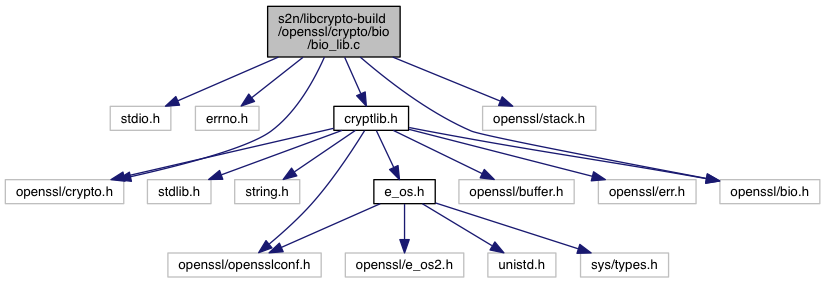 s2n/libcrypto-build
/openssl/crypto/bio
/bio_lib.c
stdio.h
errno.h
cryptlib.h
openssl/stack.h
openssl/crypto.h
stdlib.h
string.h
e_os.h
openssl/buffer.h
openssl/err.h
openssl/bio.h
openssl/opensslconf.h
openssl/e_os2.h
unistd.h
sys/types.h